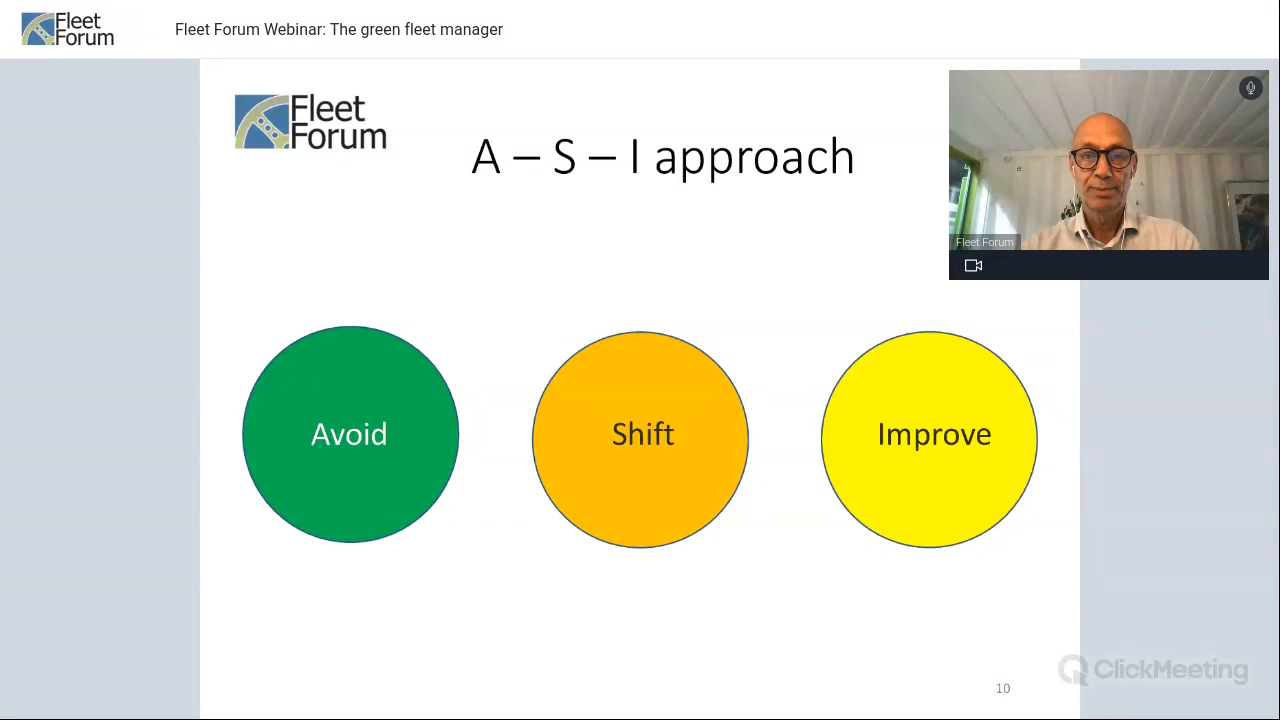 Fleet
Forum
Fleet Forum Webinar: The green fleet manager
Fleet
Forum
A – S – I approach
Fleet Forum
Avoid
Shift
Improve
10
ClickMeeting